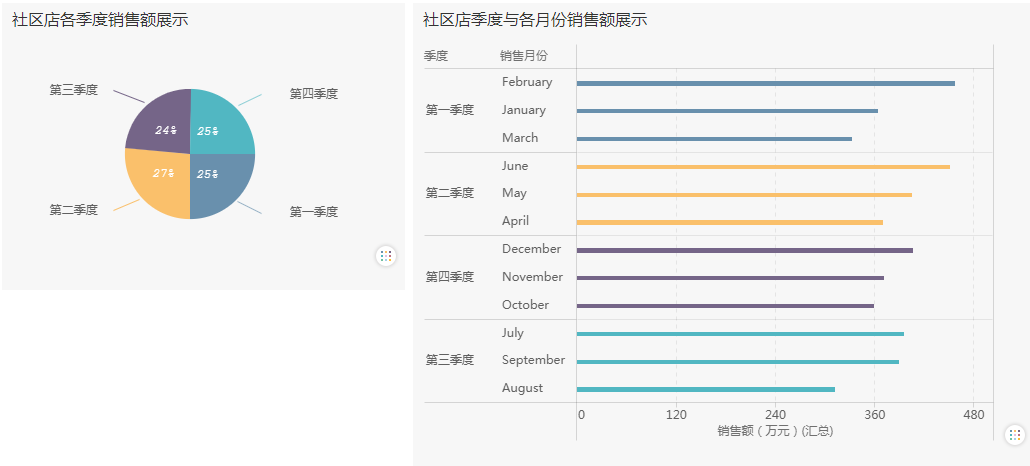 社区店各季度销售额展示
第三季度
第四季度
24%
25%
27%
25%
第二季度
第一季度
社区店季度与各月份销售额展示
季度 销售月份
February
第一季度 January
March
June
第二季度 May
April
December
第四季度 November
October
July
第三季度 September
August
0 120 240 360 480
销售额（万元）(汇总)